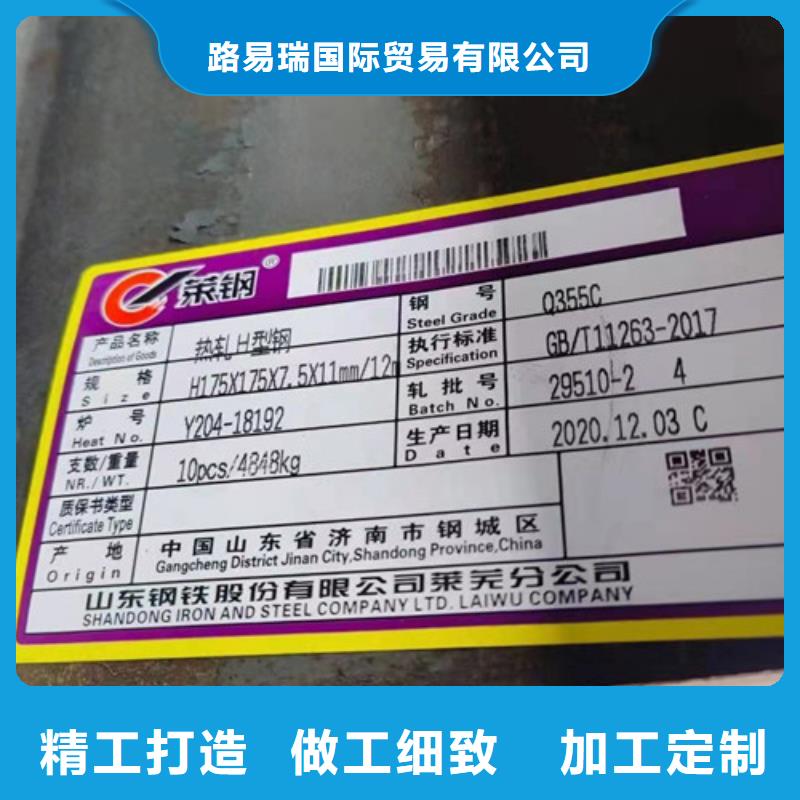 路易瑞国际贸易有限公司
莱钢®
产品名称 热轧H型钢 钢号 Q355C
Description of Goods Steel Grade
规格 H175X175X7.5X11mm/12m 执行标准 GB/T11263-2017
Size Specification
炉号 Y204-18192 轧批号 29510-2 4
Heat No. Batch No.
支数/重量 10pcs/4848kg 生产日期 2020.12.03 C
NR./WT. Date
质保书类型
Certificate Type
产地 中国山东省济南市钢城区
Origin Gangcheng District Jinan City,Shandong Province,China
山东钢铁股份有限公司莱芜分公司
SHANDONG IRON AND STEEL COMPANY LTD. LAIWU COMPANY
精工打造 做工细致 加工定制